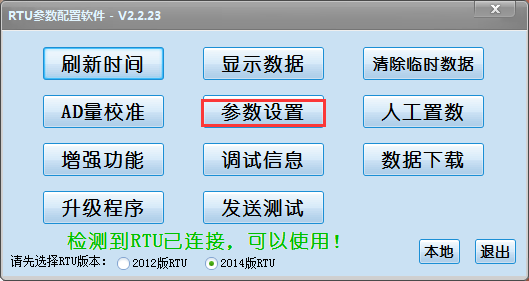 RTU参数配置软件 - V2.2.23
刷新时间 显示数据 清除临时数据
AD量校准 参数设置 人工置数
增强功能 调试信息 数据下载
升级程序 发送测试
检测到RTU已连接，可以使用！
本地 退出
请先选择RTU版本： 2012版RTU 2014版RTU